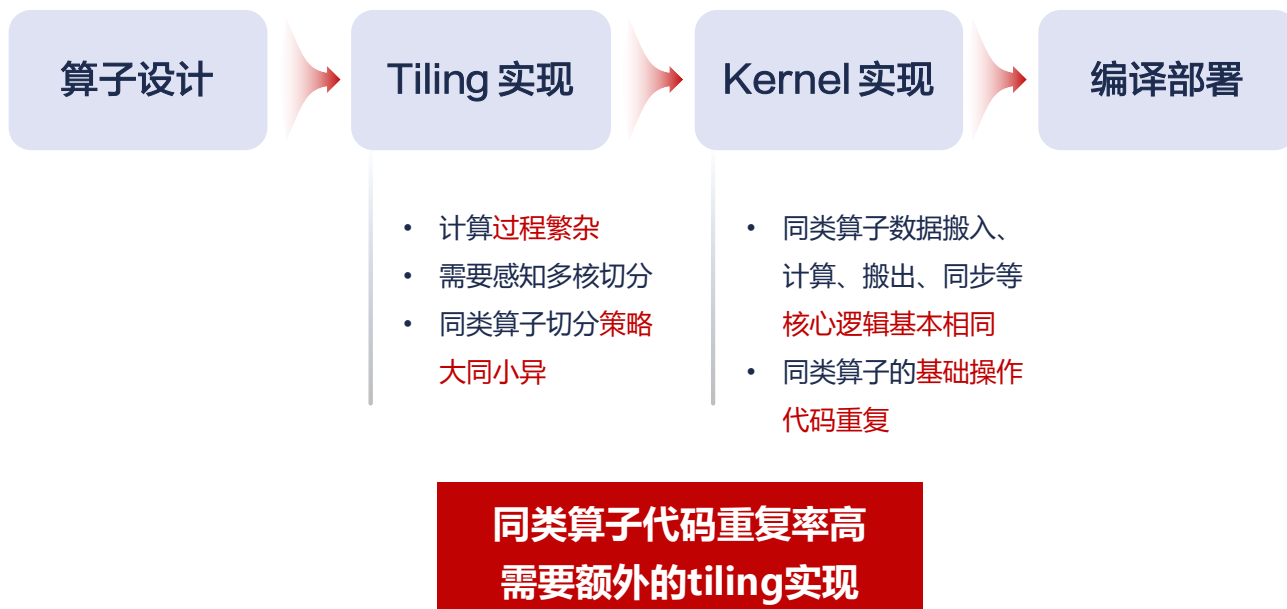 算子设计
Tiling 实现
Kernel 实现
编译部署
• 计算过程繁杂
• 需要感知多核切分
• 同类算子切分策略
大同小异
• 同类算子数据搬入、
计算、搬出、同步等
核心逻辑基本相同
• 同类算子的基础操作
代码重复
同类算子代码重复率高
需要额外的tiling实现